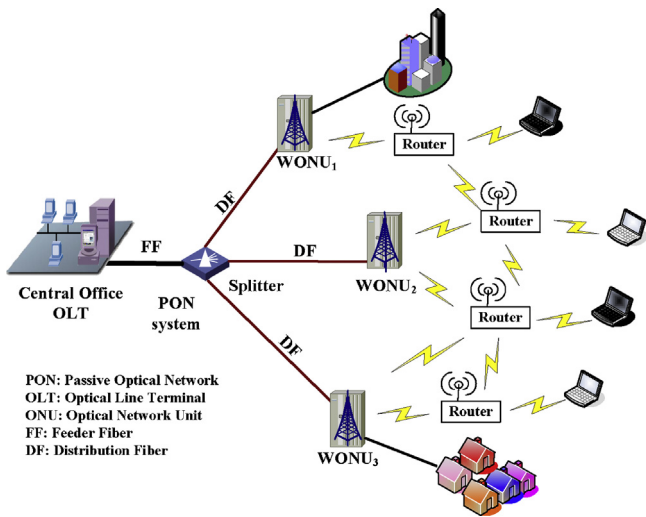 WONU1
Router
DF
Router
FF
DF
Central Office
OLT
Splitter
WONU2
PON
system
Router
DF
PON: Passive Optical Network
OLT: Optical Line Terminal
ONU: Optical Network Unit
FF: Feeder Fiber
DF: Distribution Fiber
Router
WONU3